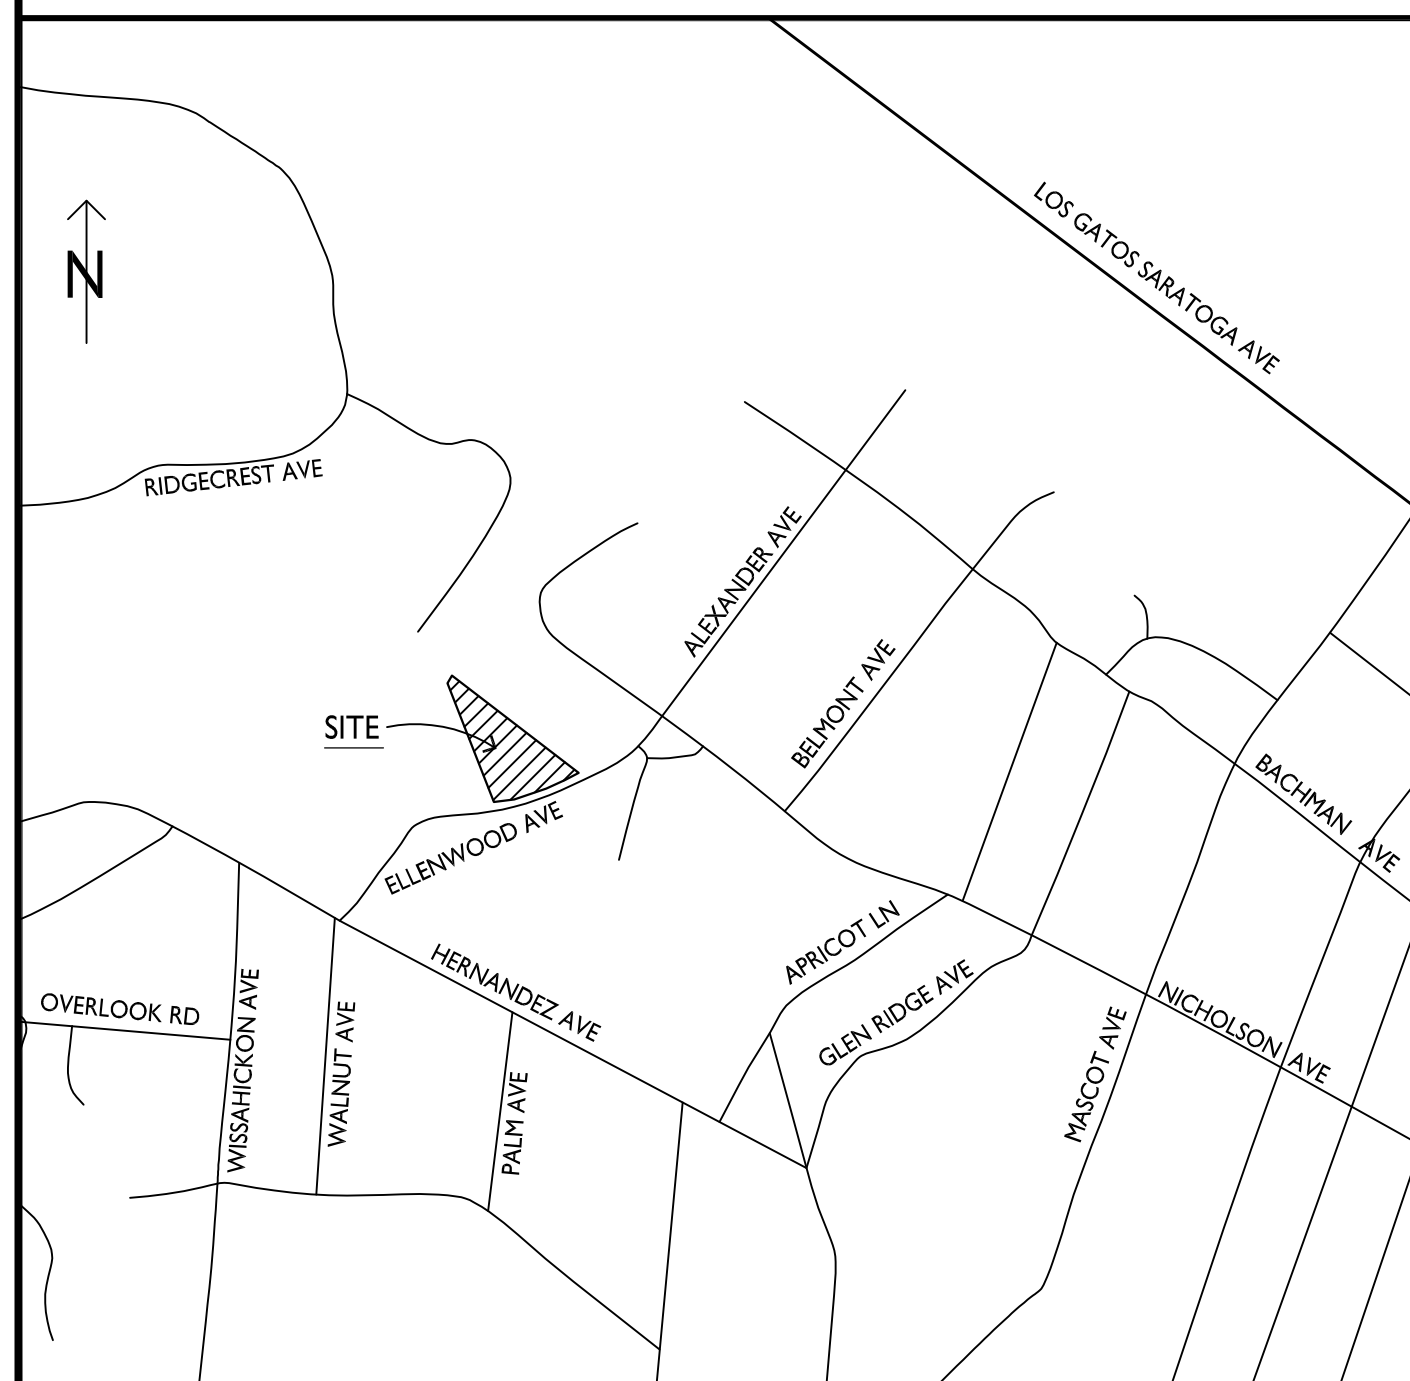 LOS GATOS SARATOGA AVE
N
RIDGECREST AVE
ALEXANDER AVE
BELMONT AVE
SITE
BACHMAN AVE
ELLENWOOD AVE
APRICOT LN
HERNANDEZ AVE
GLEN RIDGE AVE
NICHOLSON AVE
OVERLOOK RD
WISSAHICKON AVE
WALNUT AVE
PALM AVE
MASCOT AVE